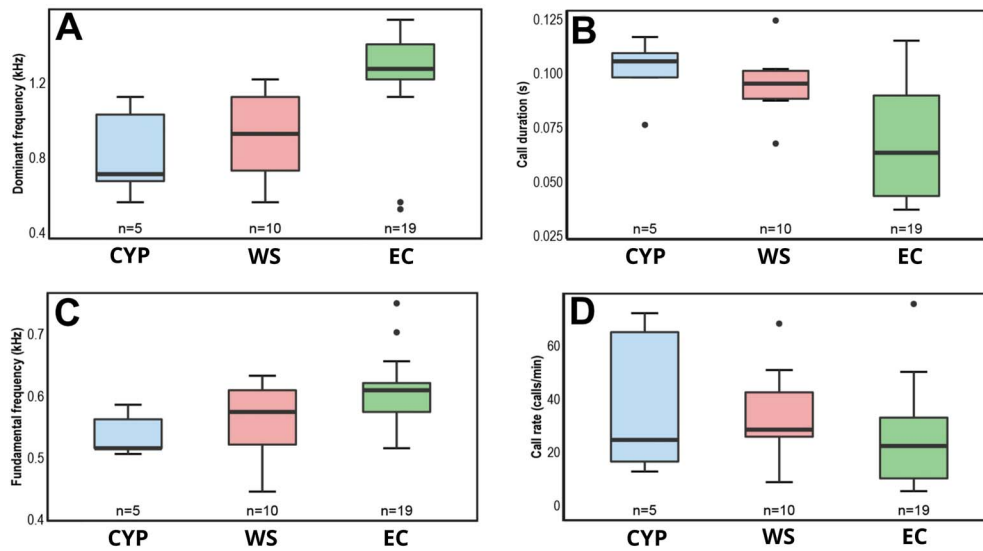 A
Dominant frequency (kHz)
1.2
0.8
0.4
n=5
n=10
n=19
CYP
WS
EC
B
Call duration (s)
0.125
0.100
0.075
0.050
0.025
n=5
n=10
n=19
CYP
WS
EC
C
Fundamental frequency (kHz)
0.7
0.6
0.5
0.4
n=5
n=10
n=19
CYP
WS
EC
D
Call rate (calls/min)
60
40
20
0
n=5
n=10
n=19
CYP
WS
EC